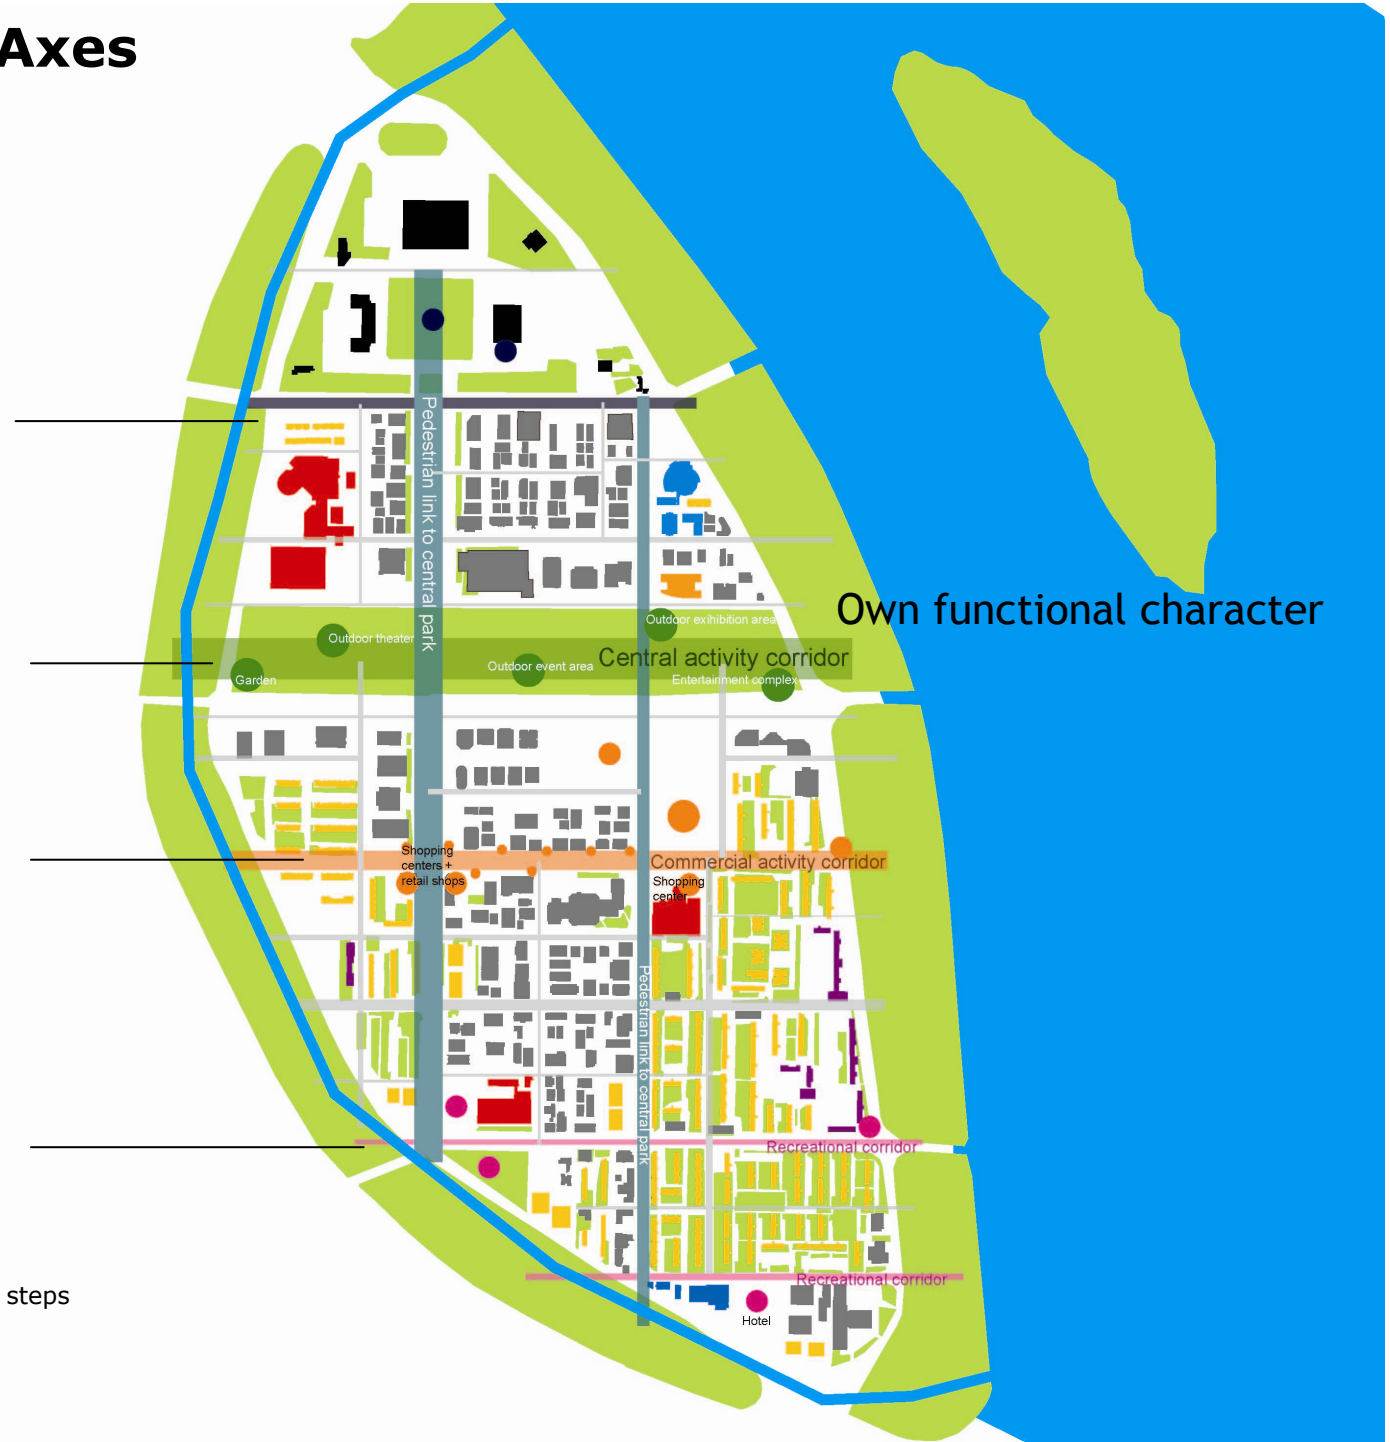 Axes
Pedestrian link to central park
Own functional character
Outdoor exihibition area
Outdoor theater
Central activity corridor
Outdoor event area
Garden
Entertainment complex
Shopping
centers +
retail shops
Commercial activity corridor
Shopping
center
Pedestrian link to central park
Recreational corridor
Recreational corridor
steps
Hotel